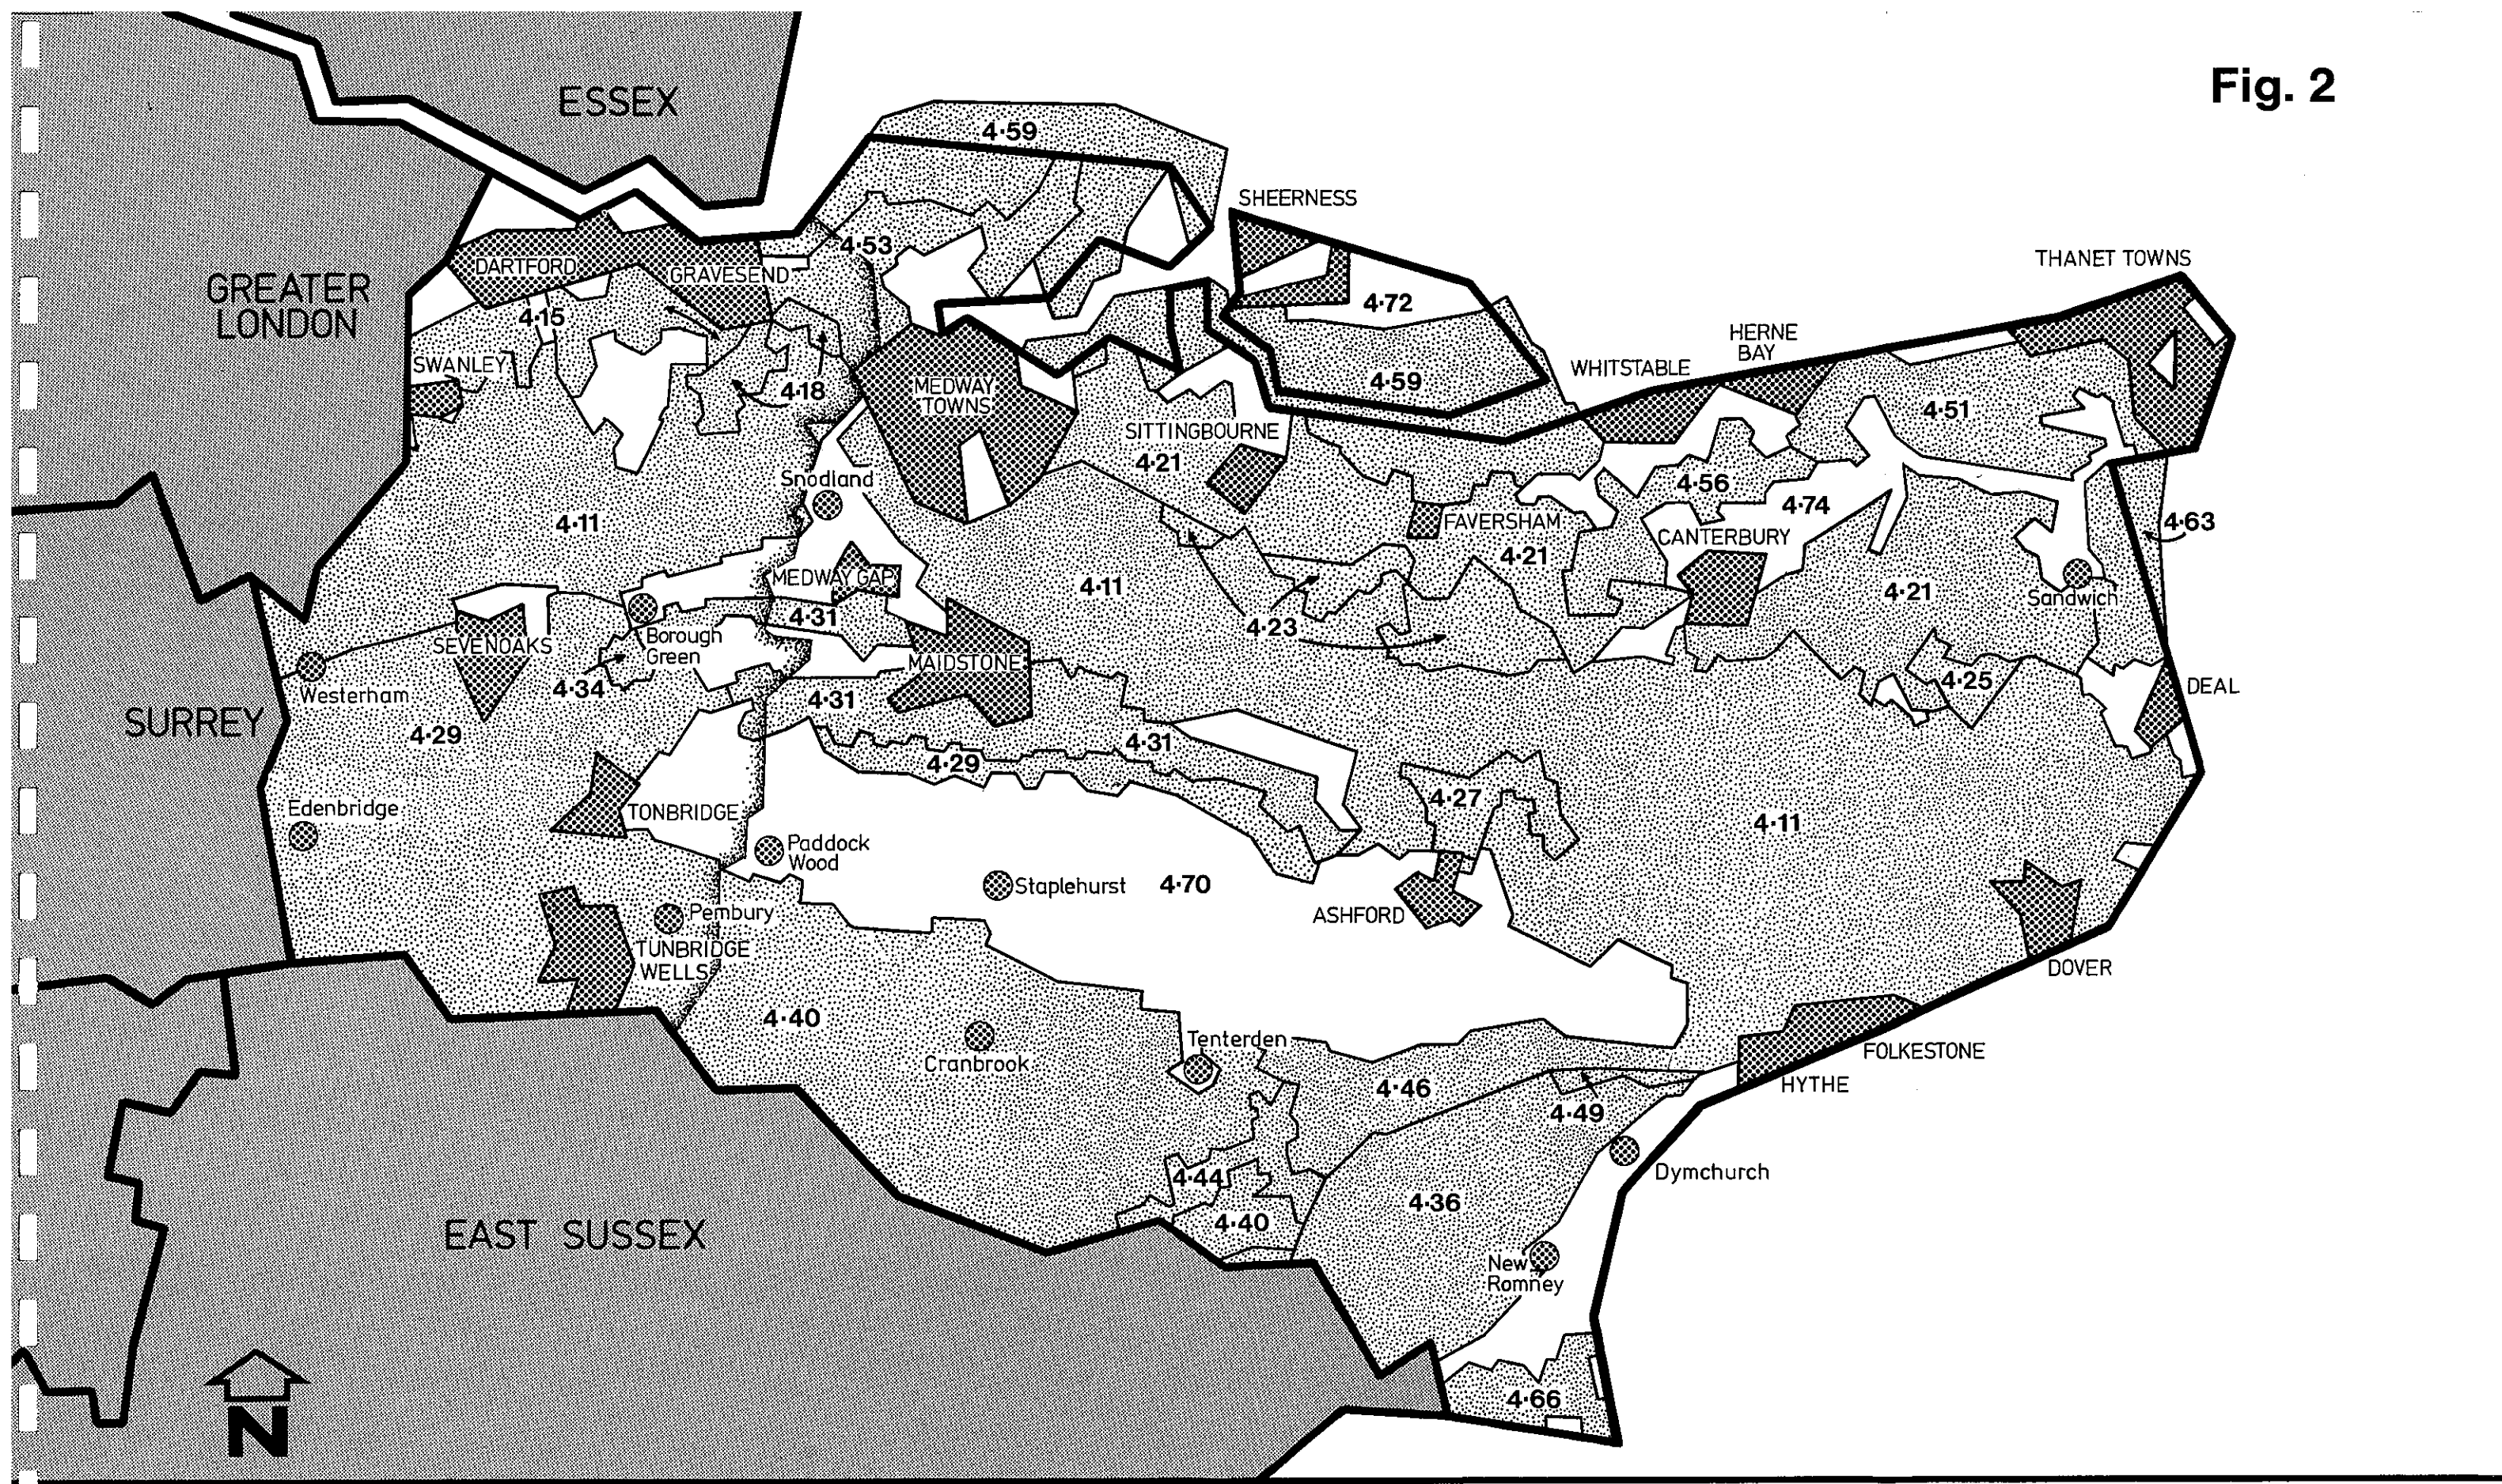 Fig. 2
ESSEX
4·59
SHEERNESS
4·53
THANET TOWNS
DARTFORD
GRAVESEND
GREATER
LONDON
4·72
4·15
HERNE
BAY
SWANLEY
WHITSTABLE
4·18
MEDWAY
TOWNS
4·59
4·51
SITTINGBOURNE
4·21
Snodland
4·56
4·74
4·11
FAVERSHAM
4·63
CANTERBURY
4·21
MEDWAY GAP
4·11
4·21
Sandwich
4·31
4·23
Borough
Green
SEVENOAKS
MAIDSTONE
Westerham
4·34
4·31
4·25
DEAL
SURREY
4·29
4·31
4·29
4·27
Edenbridge
TONBRIDGE
4·11
Paddock
Wood
Staplehurst
4·70
ASHFORD
Pembury
TUNBRIDGE
WELLS
DOVER
4·40
Tenterden
Cranbrook
FOLKESTONE
4·46
HYTHE
4·49
Dymchurch
4·44
4·36
4·40
EAST SUSSEX
New
Romney
4·66
N